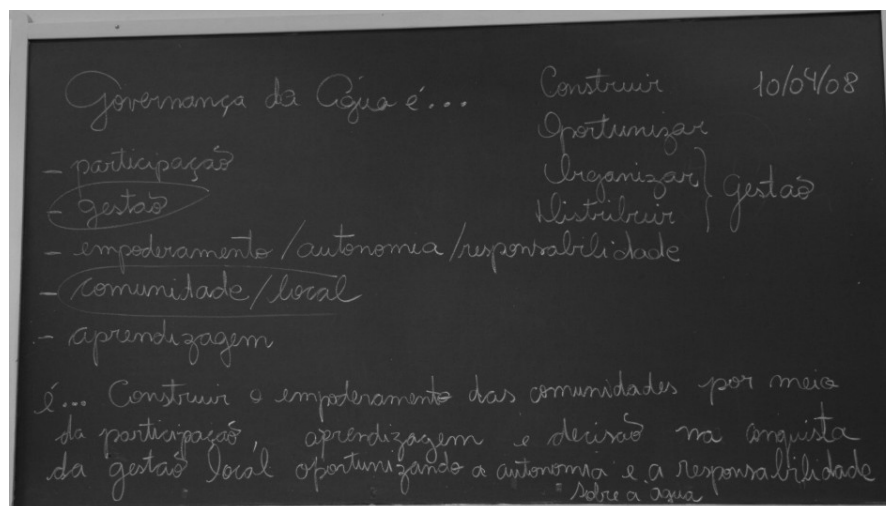 Governança da Água é...
- participação
- gestão
- empoderamento/autonomia/responsabilidade
- comunidade/local
- aprendizagem
Construir
Oportunizar
Organizar
Distribuir
Gestão
10/04/08
é... Construir o empoderamento das comunidades por meio
da participação, aprendizagem e decisão na conquista
da gestão local oportunizando a autonomia e a responsabilidade
sobre a água